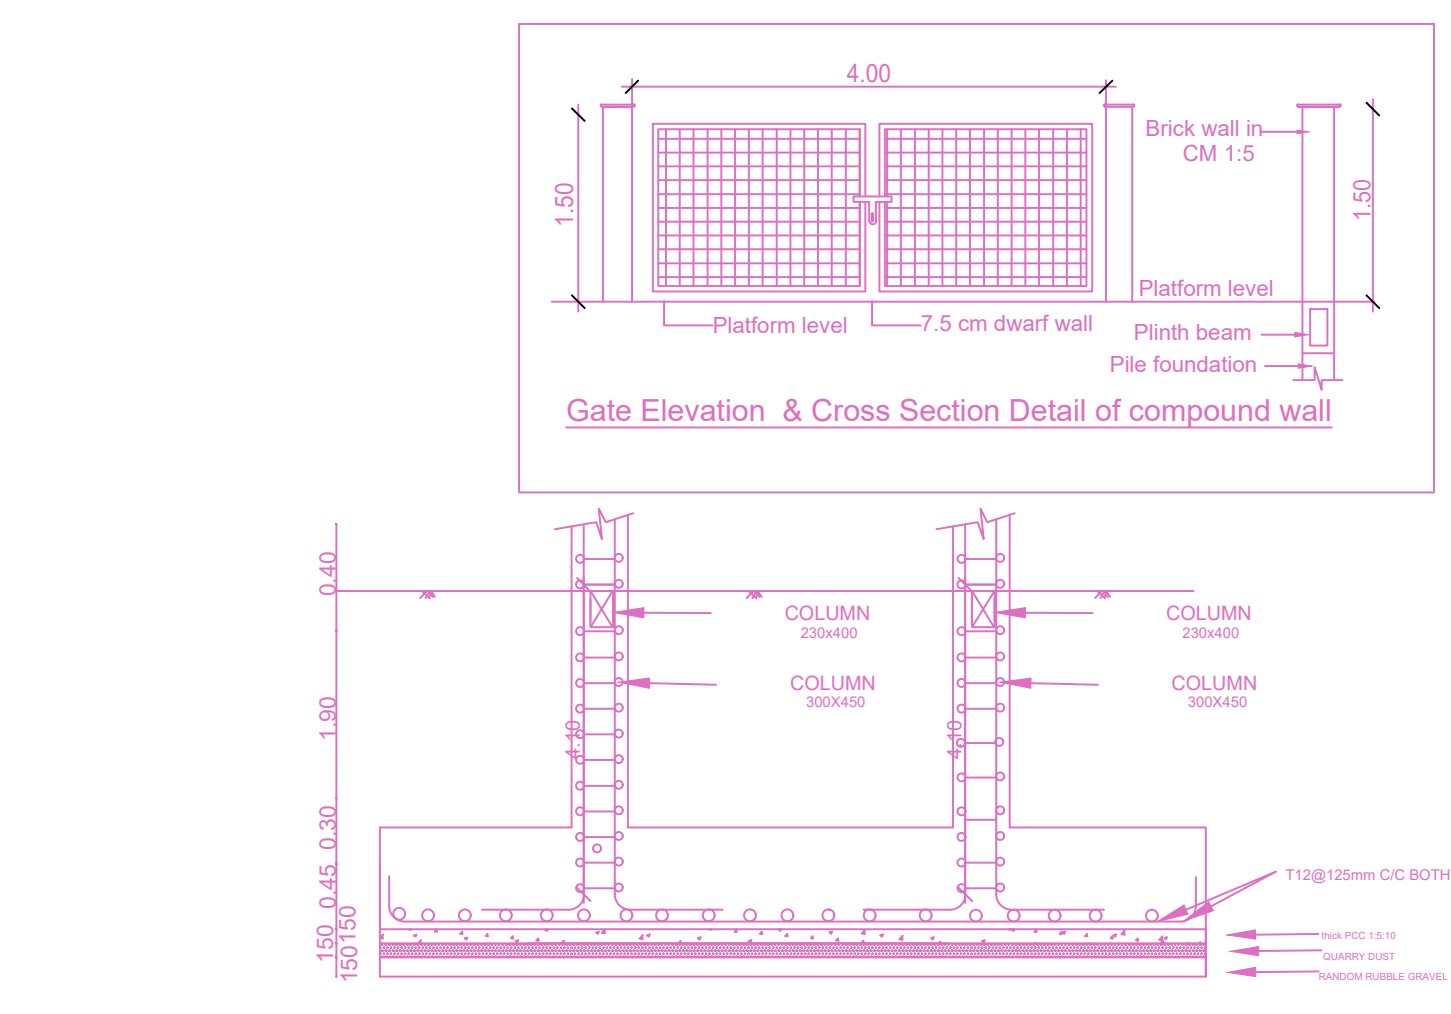 4.00
1.50
Brick wall in
CM 1:5
1.50
Platform level
Platform level
7.5 cm dwarf wall
Plinth beam
Pile foundation
Gate Elevation & Cross Section Detail of compound wall
0.40
COLUMN
230x400
COLUMN
230x400
COLUMN
300X450
COLUMN
300X450
1.90
4.10
4.10
0.30
0.45
T12@125mm C/C BOTH
150
150
150
thick PCC 1:5:10
QUARRY DUST
RANDOM RUBBLE GRAVEL